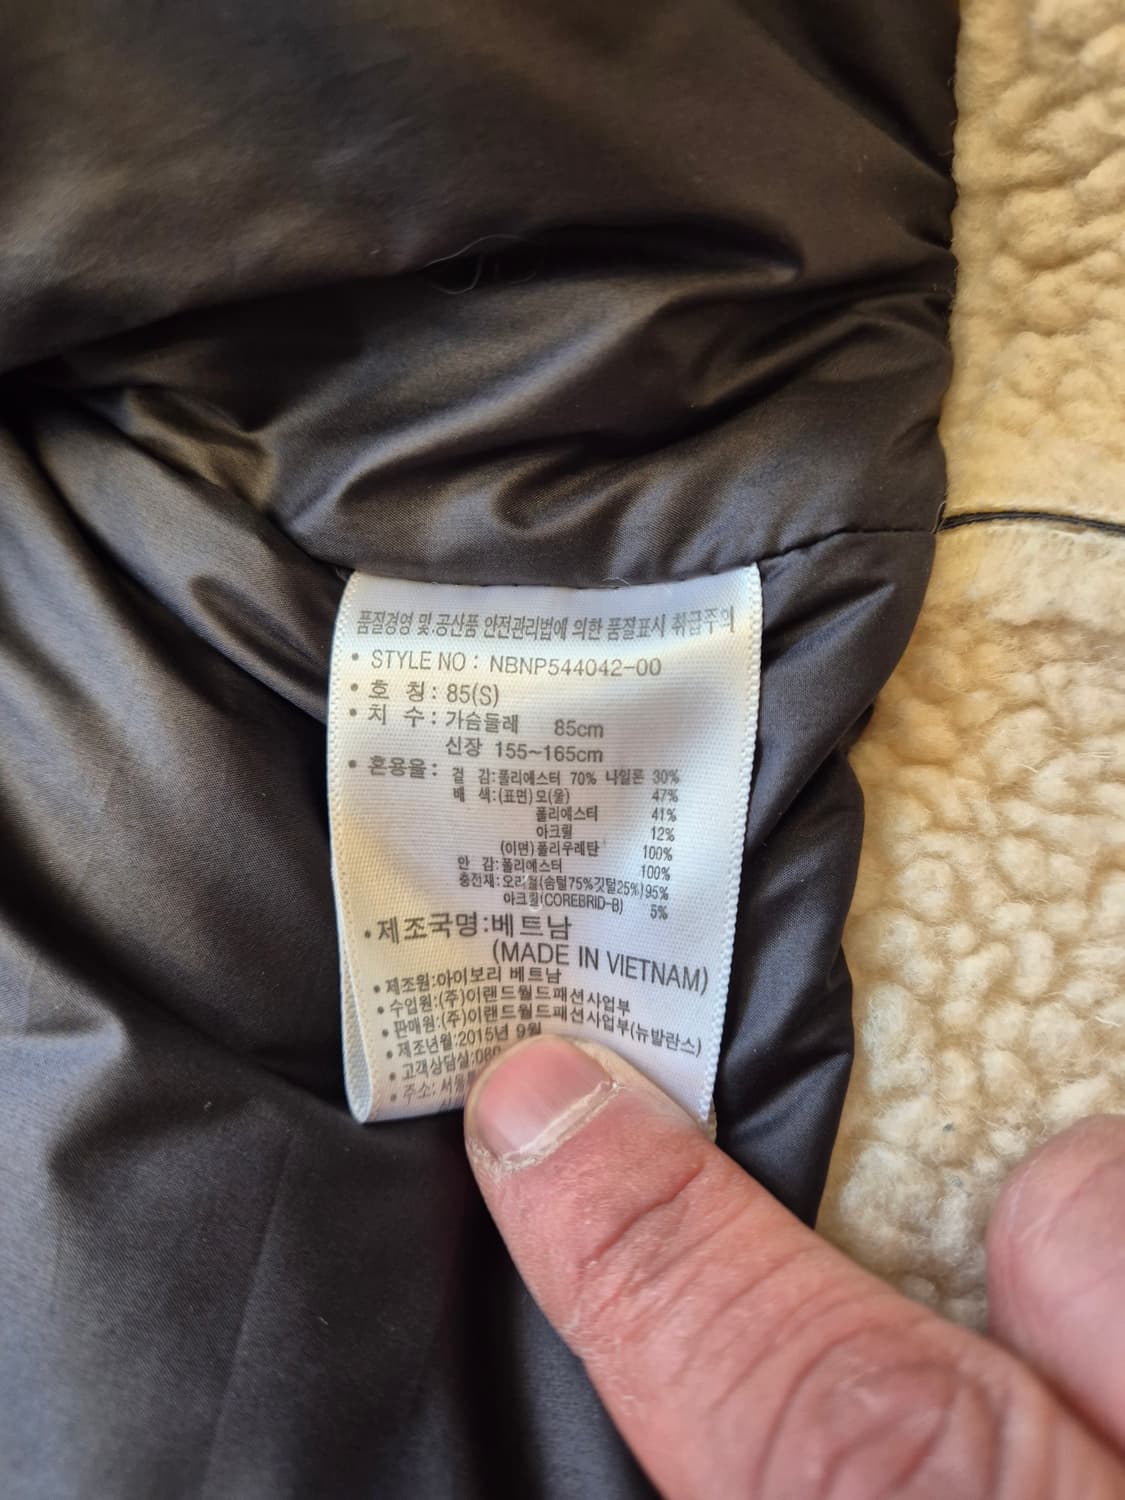 품질경영 및 공산품 안전관리법에 의한 품질표시 취급주의
• STYLE NO : NBNP544042-00
• 호 칭 : 85(S)
• 치 수 : 가슴둘레 85cm
신장 155~165cm
• 혼용율 : 겉 감:폴리에스터 70% 나일론 30%
배 색:(표면)모(울) 47%
폴리에스터 41%
아크릴 12%
(이면)폴리우레탄 100%
안 감:폴리에스터 100%
충전재:오리털(솜털75%깃털25%)95%
아크릴(COREBRID-B) 5%
• 제조국명:베트남
(MADE IN VIETNAM)
• 제조원:아이보리 베트남
• 수입원:(주)이랜드월드패션사업부
• 판매원:(주)이랜드월드패션사업부(뉴발란스)
• 제조년월:2015년 9월
• 고객상담실:080
• 주소: